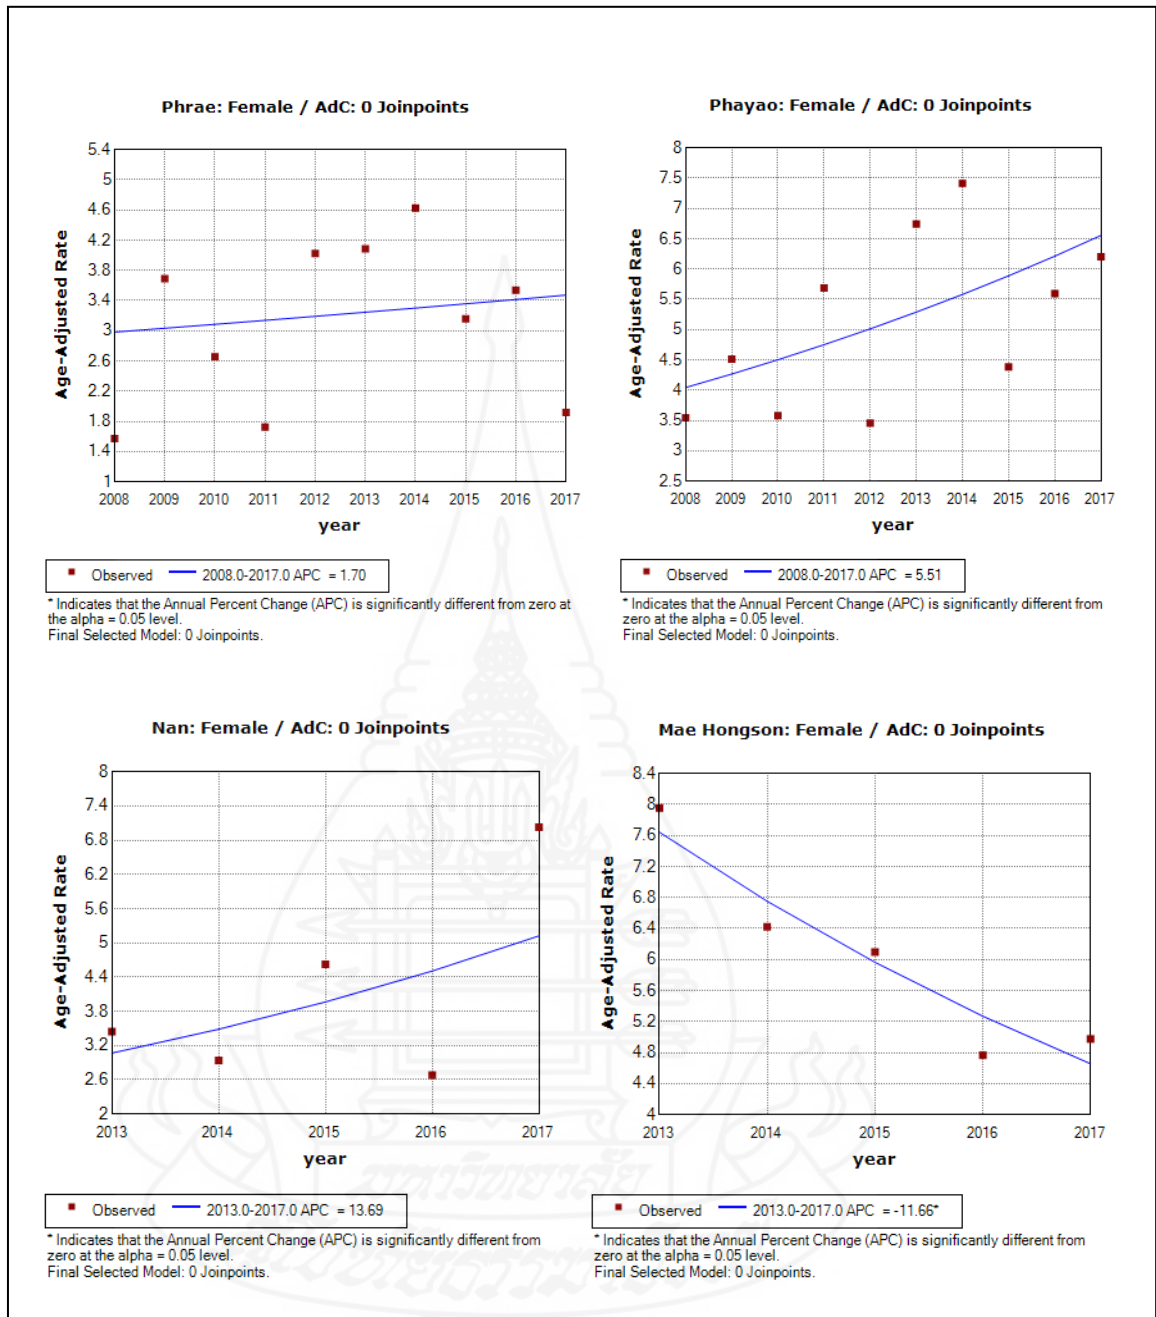 Phrae: Female / AdC: 0 Joinpoints
Age-Adjusted Rate
5.4
5
4.6
4.2
3.8
3.4
3
2.6
2.2
1.8
1.4
1
2008 2009 2010 2011 2012 2013 2014 2015 2016 2017
year
Observed 2008.0-2017.0 APC = 1.70
* Indicates that the Annual Percent Change (APC) is significantly different from zero at
the alpha = 0.05 level.
Final Selected Model: 0 Joinpoints.
Phayao: Female / AdC: 0 Joinpoints
Age-Adjusted Rate
8
7.5
7
6.5
6
5.5
5
4.5
4
3.5
3
2.5
2008 2009 2010 2011 2012 2013 2014 2015 2016 2017
year
Observed 2008.0-2017.0 APC = 5.51
* Indicates that the Annual Percent Change (APC) is significantly different from
zero at the alpha = 0.05 level.
Final Selected Model: 0 Joinpoints.
Nan: Female / AdC: 0 Joinpoints
Age-Adjusted Rate
8
7.4
6.8
6.2
5.6
5
4.4
3.8
3.2
2.6
2
2013 2014 2015 2016 2017
year
Observed 2013.0-2017.0 APC = 13.69
* Indicates that the Annual Percent Change (APC) is significantly different from
zero at the alpha = 0.05 level.
Final Selected Model: 0 Joinpoints.
Mae Hongson: Female / AdC: 0 Joinpoints
Age-Adjusted Rate
8.4
8
7.6
7.2
6.8
6.4
6
5.6
5.2
4.8
4.4
4
2013 2014 2015 2016 2017
year
Observed 2013.0-2017.0 APC = -11.66*
* Indicates that the Annual Percent Change (APC) is significantly different from
zero at the alpha = 0.05 level.
Final Selected Model: 0 Joinpoints.
มหาวิทยาลัย